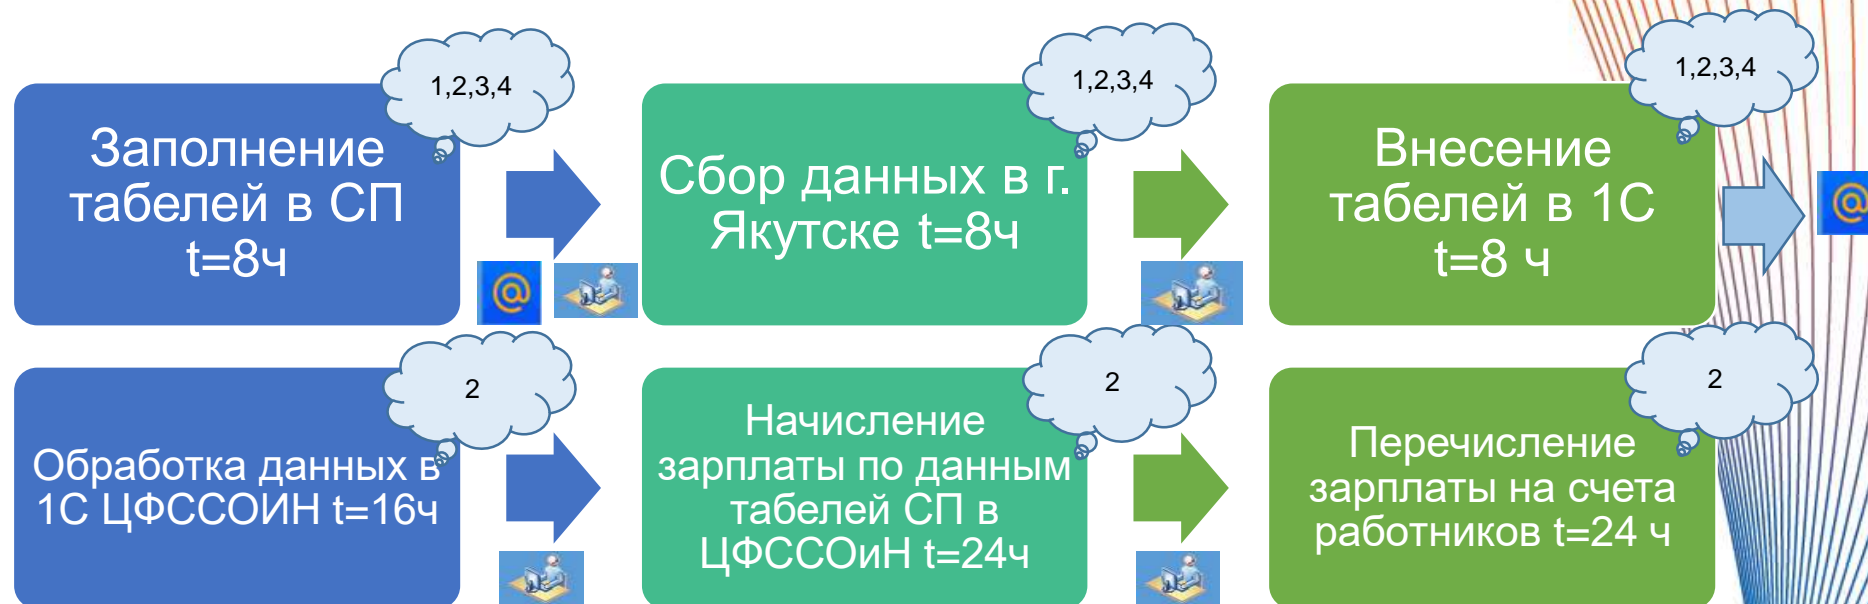 1,2,3,4
Заполнение
табелей в СП
t=8ч
@
1,2,3,4
Сбор данных в г.
Якутске t=8ч
1,2,3,4
Внесение
табелей в 1С
t=8 ч
@
2
Обработка данных в
1С ЦФССОИН t=16ч
2
Начисление
зарплаты по данным
табелей СП в
ЦФССОиН t=24ч
2
Перечисление
зарплаты на счета
работников t=24 ч